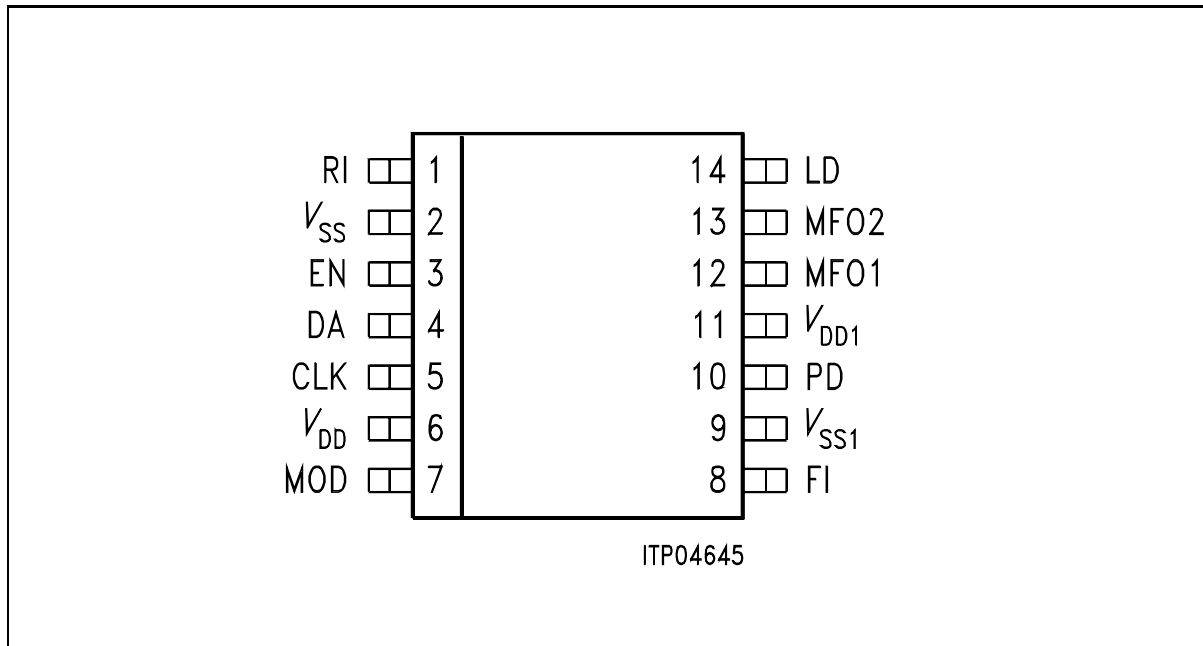 RI 1 14 LD
VSS 2 13 MFO2
EN 3 12 MFO1
DA 4 11 VDD1
CLK 5 10 PD
VDD 6 9 VSS1
MOD 7 8 FI
ITP04645